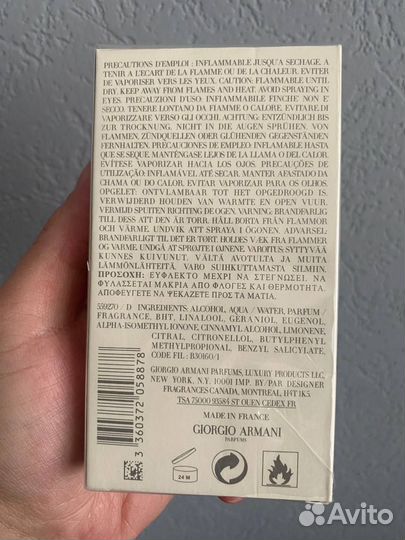 PRECAUTIONS D'EMPLOI : INFLAMMABLE JUSQU'A SECHAGE. A
TENIR A L'ECART DE LA FLAMME OU DE LA CHALEUR. EVITER
DE VAPORISER VERS LES YEUX. CAUTION: FLAMMABLE UNTIL
DRY. KEEP AWAY FROM FLAMES AND HEAT. AVOID SPRAYING IN
EYES. PRECAUZIONI D'USO: INFIAMMABILE FINCHE NON E'
SECCO. TENERE LONTANO DA FIAMME O CALORE. EVITARE DI
VAPORIZZARE VERSO GLI OCCHI. ACHTUNG: ENTZÜNDLICH BIS
ZUR TROCKNUNG. NICHT IN DIE AUGEN SPRÜHEN. VON
FLAMMEN, ZÜNDQUELLEN ODER GLÜHENDEN GEGENSTÄNDEN
FERNHALTEN. PRÉCAUCIONES DE EMPLEO: INFLAMABLE HASTA
QUE SE SEQUE. MANTÉNGASE LEJOS DE LA LLAMA O DEL CALOR.
EVÍTESE VAPORIZAR HACIA LOS OJOS. PRECAUÇÕES DE
UTILIZAÇÃO: INFLAMÁVEL ATÉ SECAR. MANTER AFASTADO DA
CHAMA OU DO CALOR. EVITAR VAPORIZAR PARA OS OLHOS.
OPGELET: ONTVLAMBAAR TOT HET OPGEDROOGD IS.
VERWIJDERD HOUDEN VAN WARMTE EN OPEN VUUR.
VERMIJD SPUITEN RICHTING DE OGEN. VARNING: BRANDFARLIG
TILL DESS ATT DEN ÄR TORR. HÅLL BORTA FRÅN FLAMMOR
OCH VÄRME. UNDVIK ATT SPRAYA I ÖGONEN. ADVARSEL:
BRANDFARLIGT TIL DET ER TØRT. HOLDES VÆK FRA FLAMMER
OG VARME. UNDGÅ AT SPRØJTE I ØJNENE. VAROITUS: SYTTYVÄÄ
KUNNES KUIVUNUT. VÄLTÄ AVOTULTA JA MUITA
LÄMMÖNLÄHTEITÄ. VARO SUIHKUTTAMASTA SILMIIN.
ΠΡΟΣΟΧΗ: ΕΥΦΛΕΚΤΟ ΜΕΧΡΙ ΝΑ ΣΤΕΓΝΩΣΕΙ. ΝΑ
ΦΥΛΑΣΣΕΤΑΙ ΜΑΚΡΙΑ ΑΠΟ ΦΛΟΓΕΣ ΚΑΙ ΘΕΡΜΟΤΗΤΑ.
ΑΠΟΦΕΥΓΕΤΕ ΝΑ ΨΕΚΑΖΕΤΕ ΠΡΟΣ ΤΑ ΜΑΤΙΑ.
559270 / D INGREDIENTS: ALCOHOL, AQUA / WATER, PARFUM /
FRAGRANCE, BHT, LINALOOL, GERANIOL, EUGENOL,
ALPHA-ISOMETHYL IONONE, CINNAMYL ALCOHOL, LIMONENE,
CITRAL, CITRONELLOL, BUTYLPHENYL
METHYLPROPIONAL, BENZYL SALICYLATE,
CODE FIL : B30160/1
GIORGIO ARMANI PARFUMS, LUXURY PRODUCTS LLC,
NEW YORK, N.Y. 10001 IMP. BY/PAR DESIGNER
FRAGRANCES CANADA, MONTREAL, H1T 1K5.
TSA 75000 93584 ST OUEN CEDEX-FR.
MADE IN FRANCE
GIORGIO ARMANI
PARFUMS
3 360372 058878
24 M
Avito